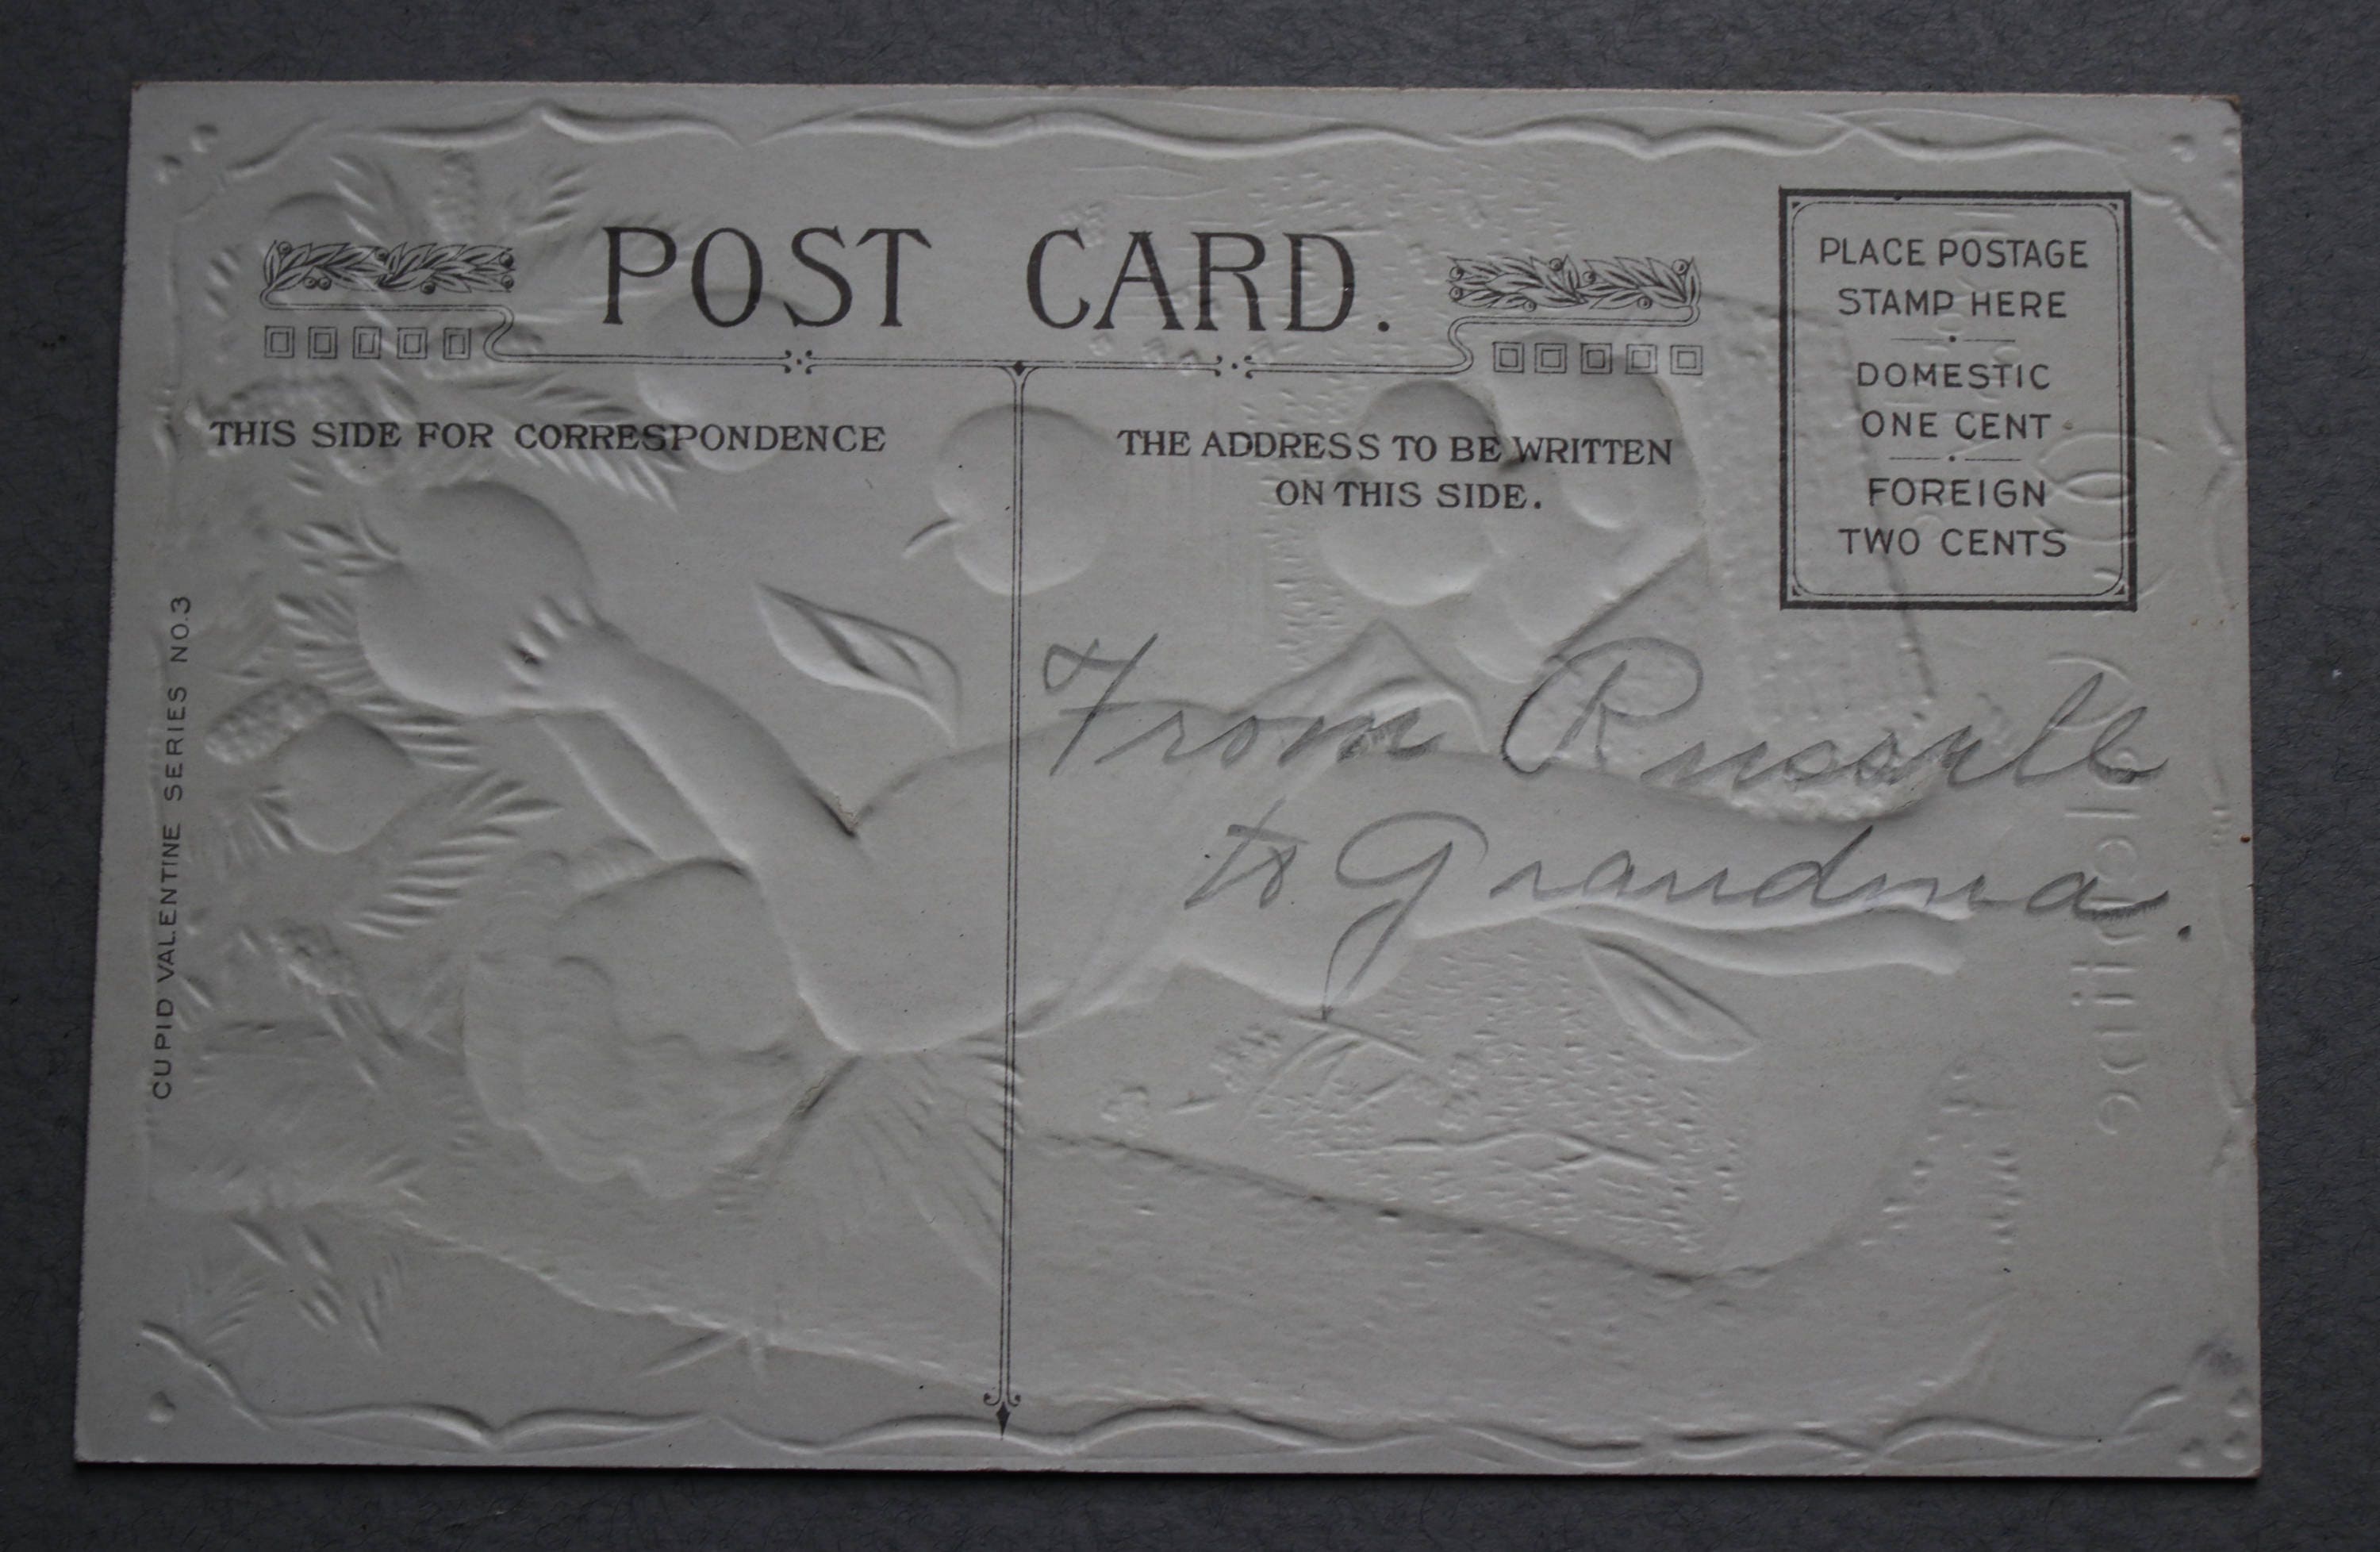 POST CARD.
PLACE POSTAGE
STAMP HERE
DOMESTIC
ONE CENT
FOREIGN
TWO CENTS
THIS SIDE FOR CORRESPONDENCE
THE ADDRESS TO BE WRITTEN
ON THIS SIDE.
CUPID VALENTINE SERIES NO.3
From Russell
to Grandma.